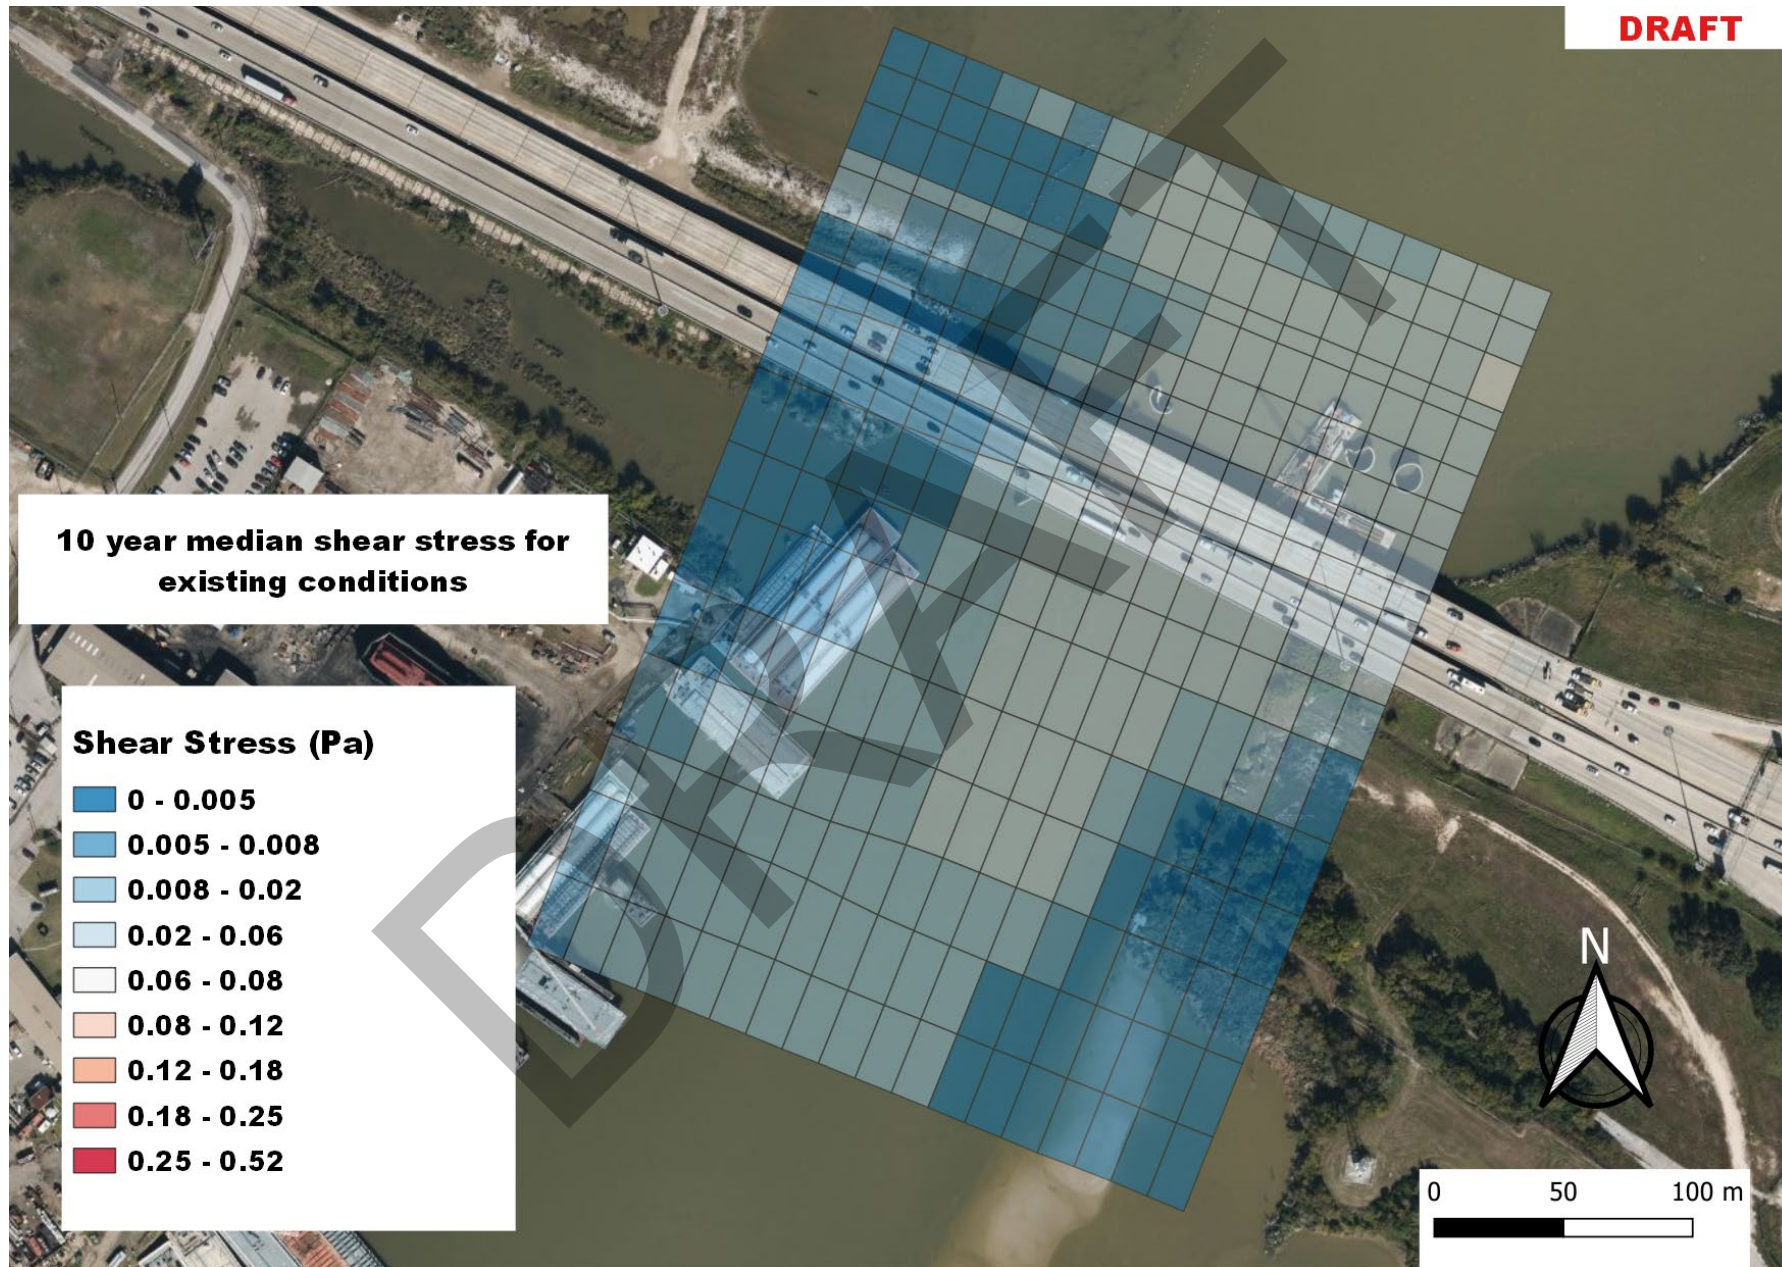 DRAFT
DRAFT
10 year median shear stress for
existing conditions
Shear Stress (Pa)
0 - 0.005
0.005 - 0.008
0.008 - 0.02
0.02 - 0.06
0.06 - 0.08
0.08 - 0.12
0.12 - 0.18
0.18 - 0.25
0.25 - 0.52
N
0 50 100 m